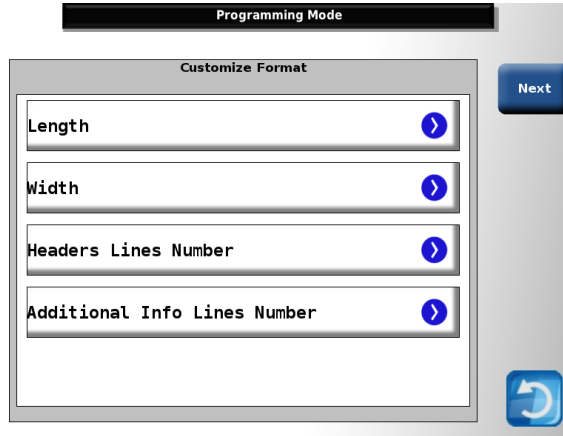 Programming Mode
Customize Format
Next
Length
Width
Headers Lines Number
Additional Info Lines Number